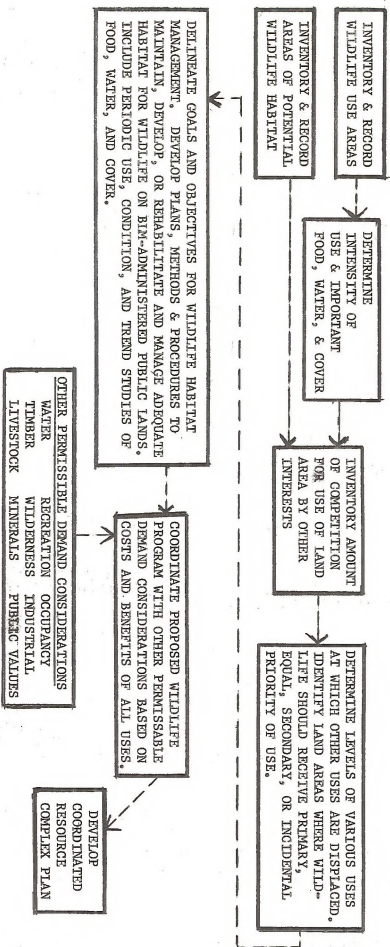 INVENTORY & RECORD
WILDLIFE USE AREAS
INVENTORY & RECORD
AREAS OF POTENTIAL
WILDLIFE HABITAT
DETERMINE
INTENSITY OF
USE & IMPORTANT
FOOD, WATER, & COVER
INVENTORY AMOUNT
OF COMPETITION
FOR USE OF LAND
AREA BY OTHER
INTERESTS
DETERMINE LEVELS OF VARIOUS USES
AT WHICH OTHER USES ARE DISPLACED.
IDENTIFY LAND AREAS WHERE WILD-
LIFE SHOULD RECEIVE PRIMARY,
EQUAL, SECONDARY, OR INCIDENTAL
PRIORITY OF USE.
DELINEATE GOALS AND OBJECTIVES FOR WILDLIFE HABITAT
MANAGEMENT. DEVELOP PLANS, METHODS & PROCEDURES TO
MAINTAIN, DEVELOP, OR REHABILITATE AND MANAGE ADEQUATE
HABITAT FOR WILDLIFE ON BLM-ADMINISTERED PUBLIC LANDS.
INCLUDE PERIODIC USE, CONDITION, AND TREND STUDIES OF
FOOD, WATER, AND COVER.
COORDINATE PROPOSED WILDLIFE
PROGRAM WITH OTHER PERMISSABLE
DEMAND CONSIDERATIONS BASED ON
COSTS AND BENEFITS OF ALL USES.
OTHER PERMISSIBLE DEMAND CONSIDERATIONS
WATER RECREATION OCCUPANCY
TIMBER WILDERNESS INDUSTRIAL
LIVESTOCK MINERALS PUBLIC VALUES
DEVELOP
COORDINATED
RESOURCE
COMPLEX PLAN